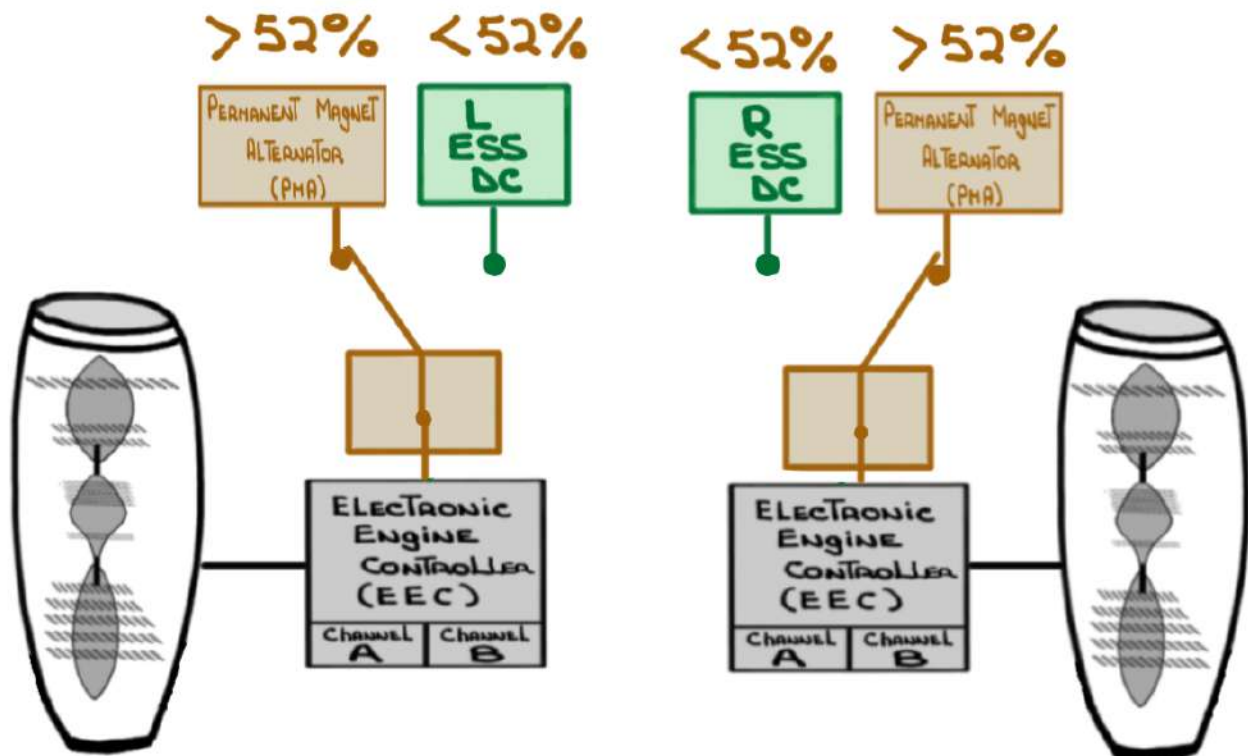 >52% <52% <52% >52%
PERMANENT MAGNET
ALTERNATOR
(PMA)
L
ESS
DC
R
ESS
DC
PERMANENT MAGNET
ALTERNATOR
(PMA)
ELECTRONIC
ENGINE
CONTROLLER
(EEC)
CHANNEL
A
CHANNEL
B
ELECTRONIC
ENGINE
CONTROLLER
(EEC)
CHANNEL
A
CHANNEL
B